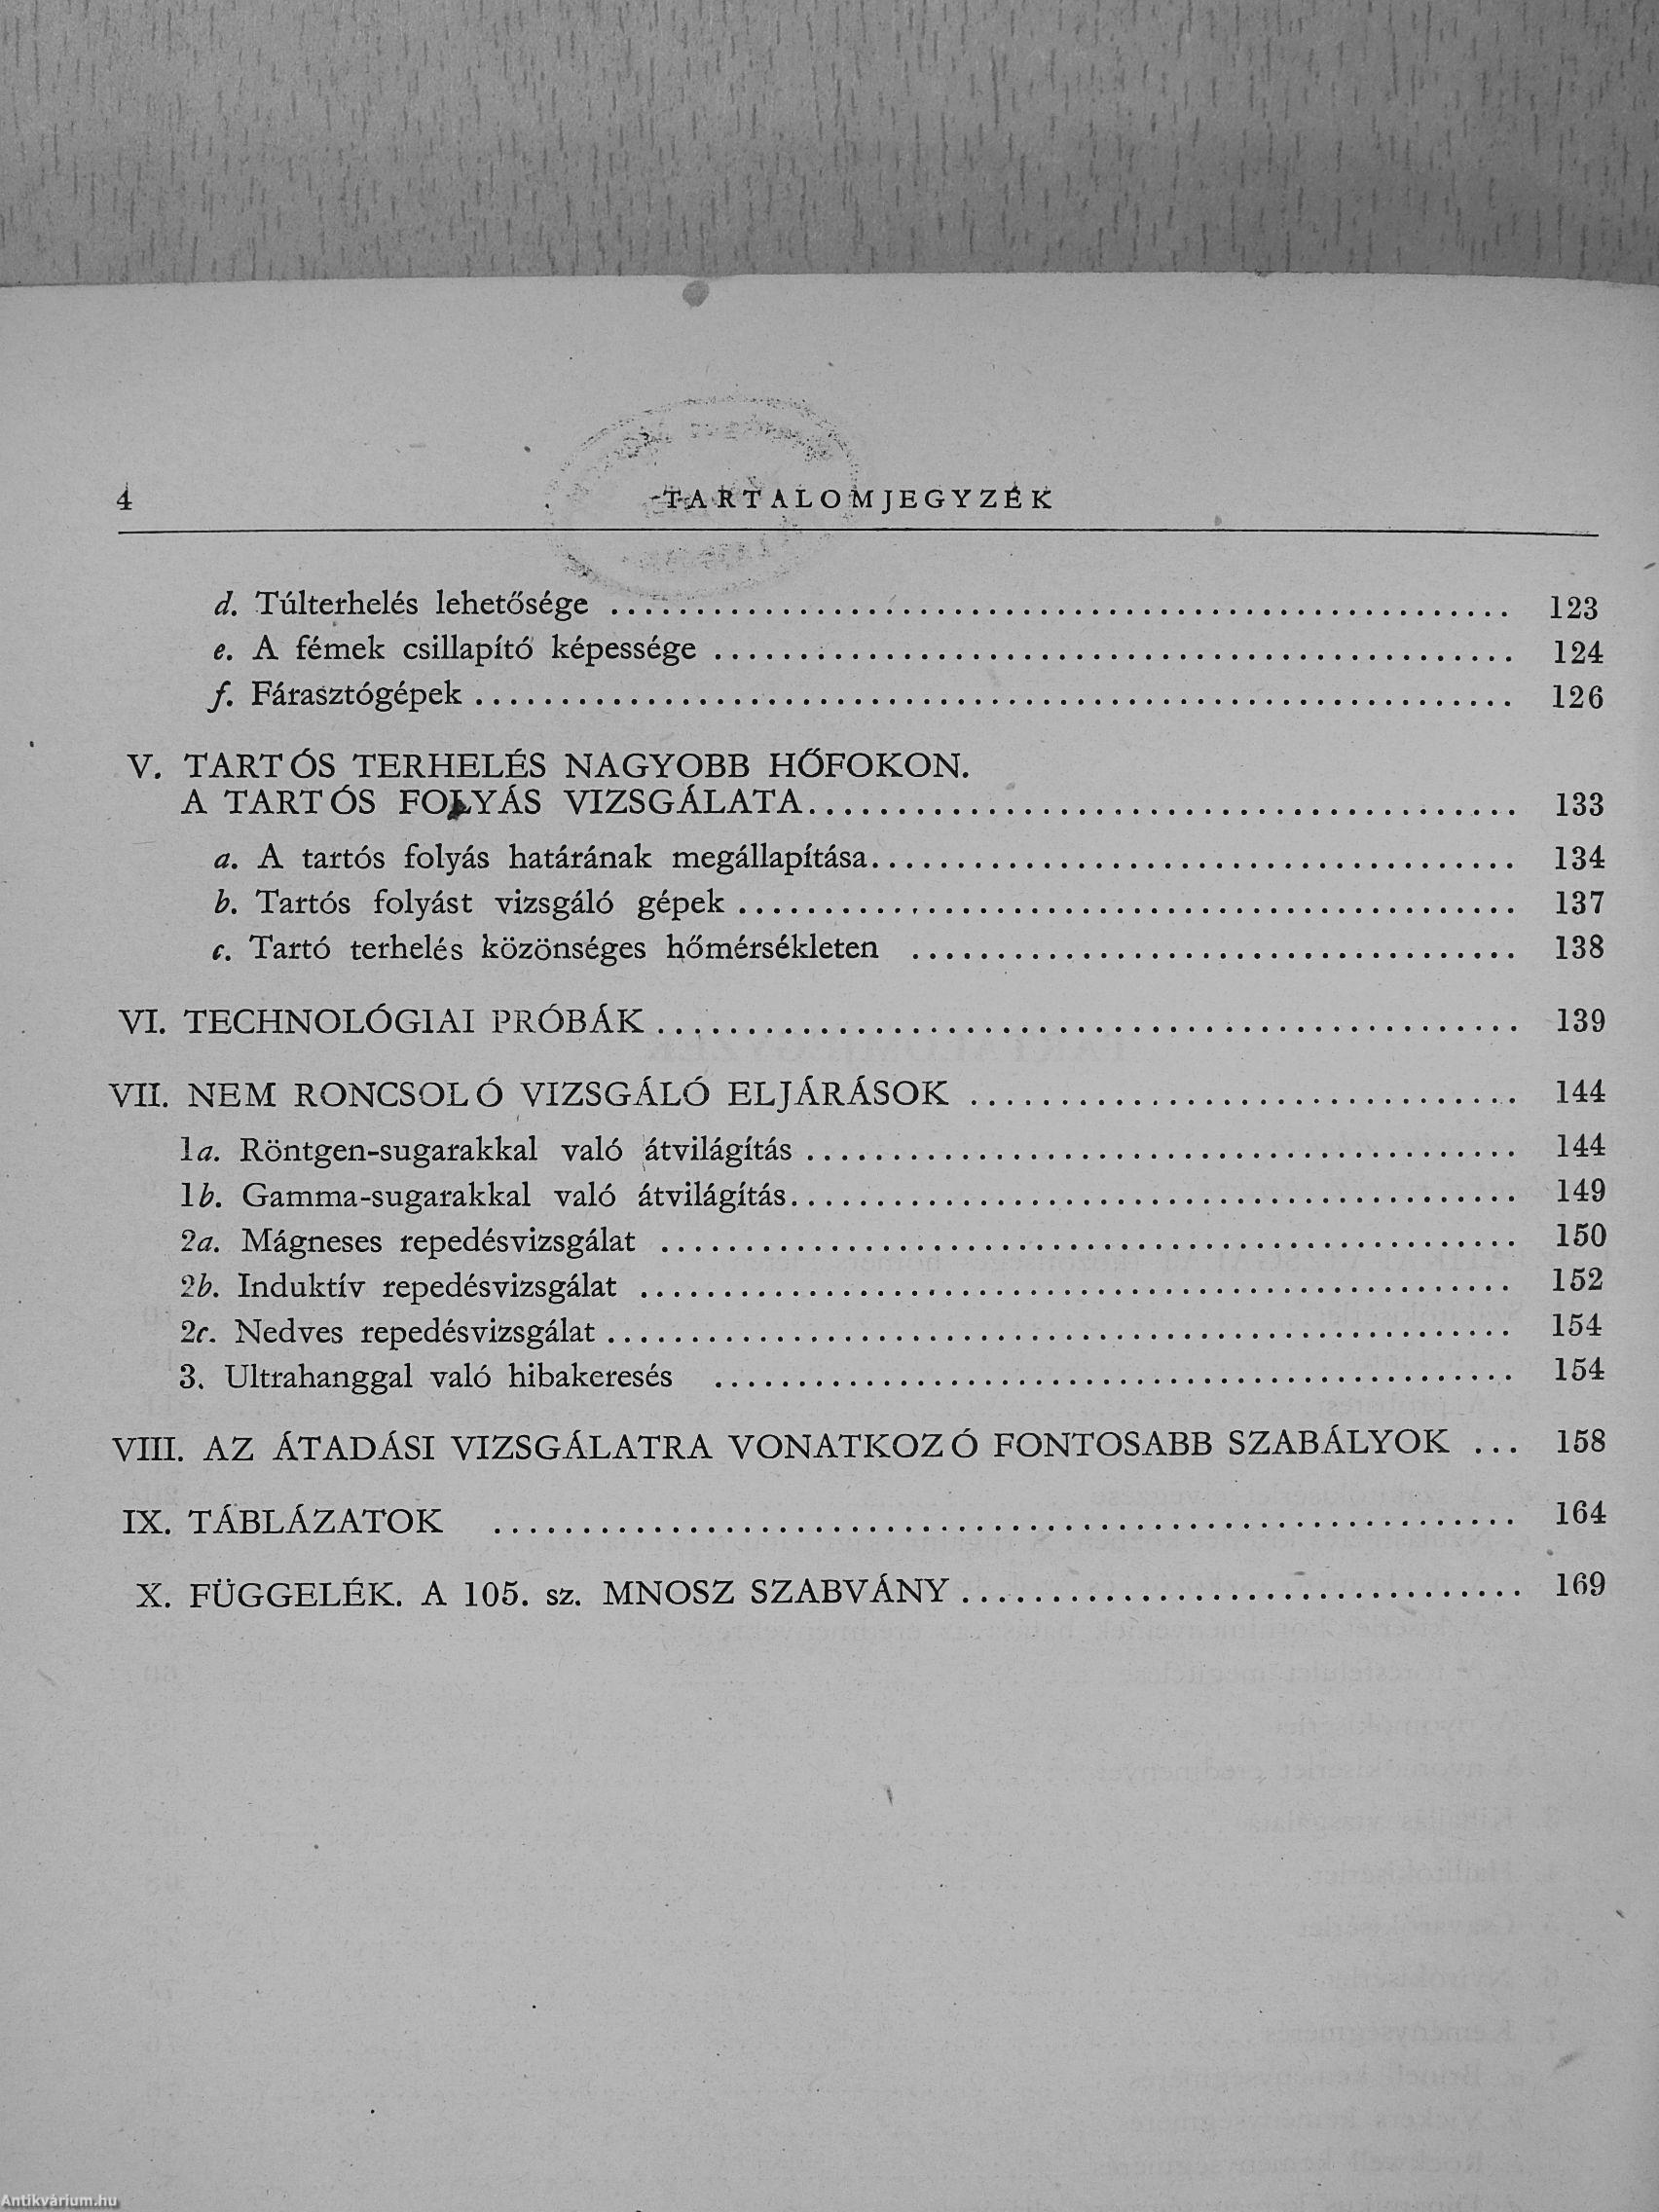 4 TARTALOMJEGYZÉK
d. Túlterhelés lehetősége ........ 123
e. A fémek csillapító képessége ........ 124
f. Fárasztógépek ........ 126
V. TARTÓS TERHELÉS NAGYOBB HŐFOKON.
A TARTÓS FOLYÁS VIZSGÁLATA ........ 133
a. A tartós folyás határának megállapítása ........ 134
b. Tartós folyást vizsgáló gépek ........ 137
c. Tartó terhelés közönséges hőmérsékleten ........ 138
VI. TECHNOLÓGIAI PRÓBÁK ........ 139
VII. NEM RONCSOLÓ VIZSGÁLÓ ELJÁRÁSOK ........ 144
1a. Röntgen-sugarakkal való átvilágítás ........ 144
1b. Gamma-sugarakkal való átvilágítás ........ 149
2a. Mágneses repedésvizsgálat ........ 150
2b. Induktív repedésvizsgálat ........ 152
2c. Nedves repedésvizsgálat ........ 154
3. Ultrahanggal való hibakeresés ........ 154
VIII. AZ ÁTADÁSI VIZSGÁLATRA VONATKOZÓ FONTOSABB SZABÁLYOK ... 158
IX. TÁBLÁZATOK ........ 164
X. FÜGGELÉK. A 105. sz. MNOSZ SZABVÁNY ........ 169
Antikvárium.hu